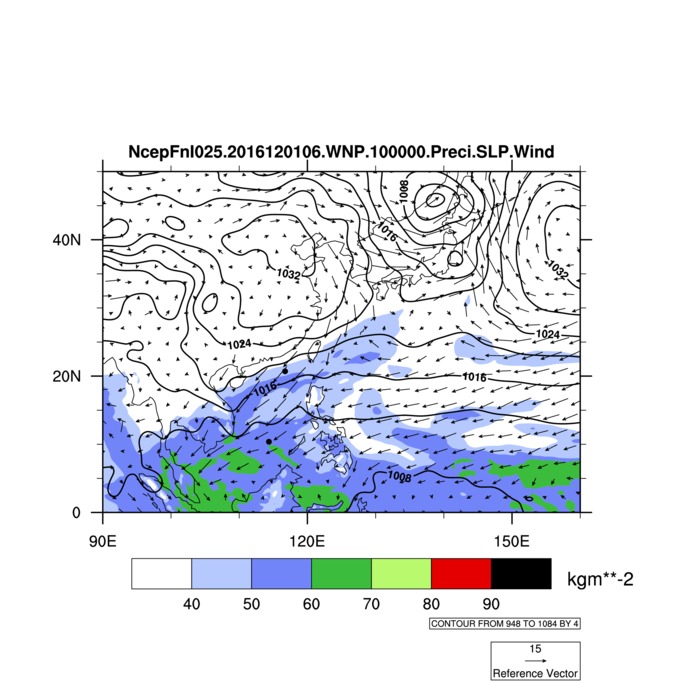 NcepFnl025.2016120106.WNP.100000.Preci.SLP.Wind
1008
1016
40N
1032
1032
1024
1024
20N
1016
1016
1008
0
90E 120E 150E
40 50 60 70 80 90
kgm**-2
CONTOUR FROM 948 TO 1084 BY 4
15
Reference Vector